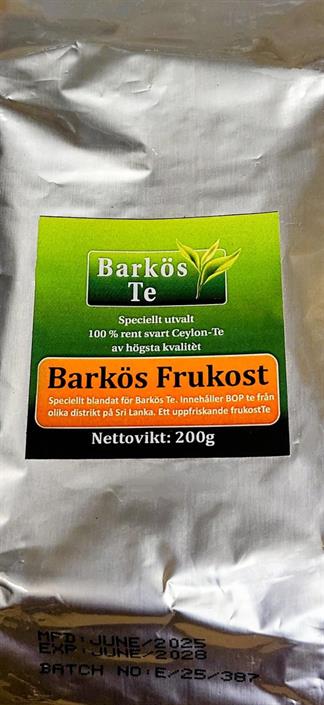 Barkös
Te
Speciellt utvalt
100 % rent svart Ceylon-Te
av högsta kvalitèt
Barkös Frukost
Speciellt blandat för Barkös Te. Innehåller BOP te från
olika distrikt på Sri Lanka. Ett uppfriskande frukostTe
Nettovikt: 200g
MFD:JUNE/2025
EXP:JUNE/2028
BATCH NO:E/25/387